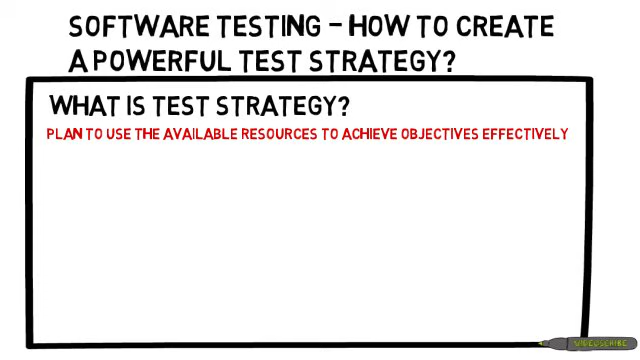 SOFTWARE TESTING - HOW TO CREATE
A POWERFUL TEST STRATEGY?
WHAT IS TEST STRATEGY?
PLAN TO USE THE AVAILABLE RESOURCES TO ACHIEVE OBJECTIVES EFFECTIVELY
VIDEOSCRIBE